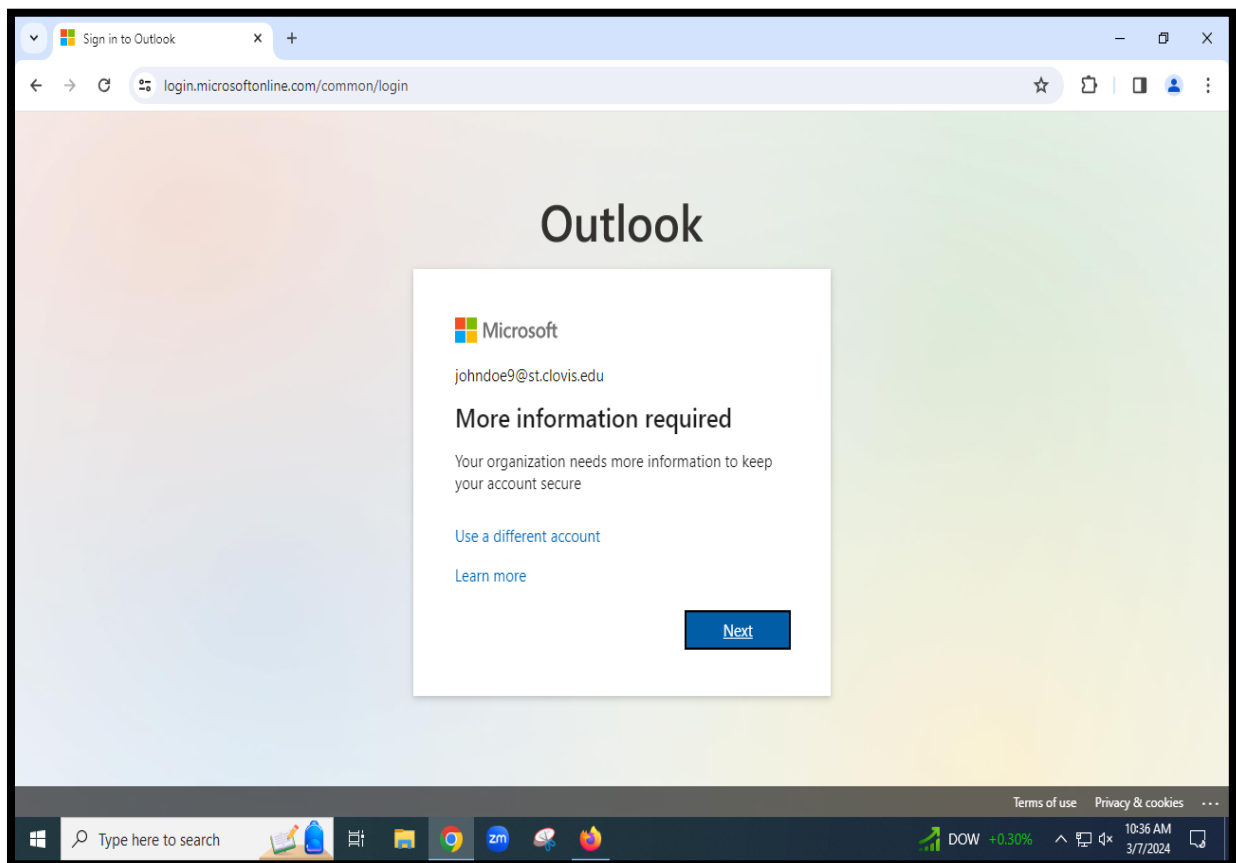 Sign in to Outlook
login.microsoftonline.com/common/login
Outlook
Microsoft
johndoe9@st.clovis.edu
More information required
Your organization needs more information to keep
your account secure
Use a different account
Learn more
Next
Terms of use Privacy & cookies ...
Type here to search
zm
DOW +0.30%
10:36 AM
3/7/2024